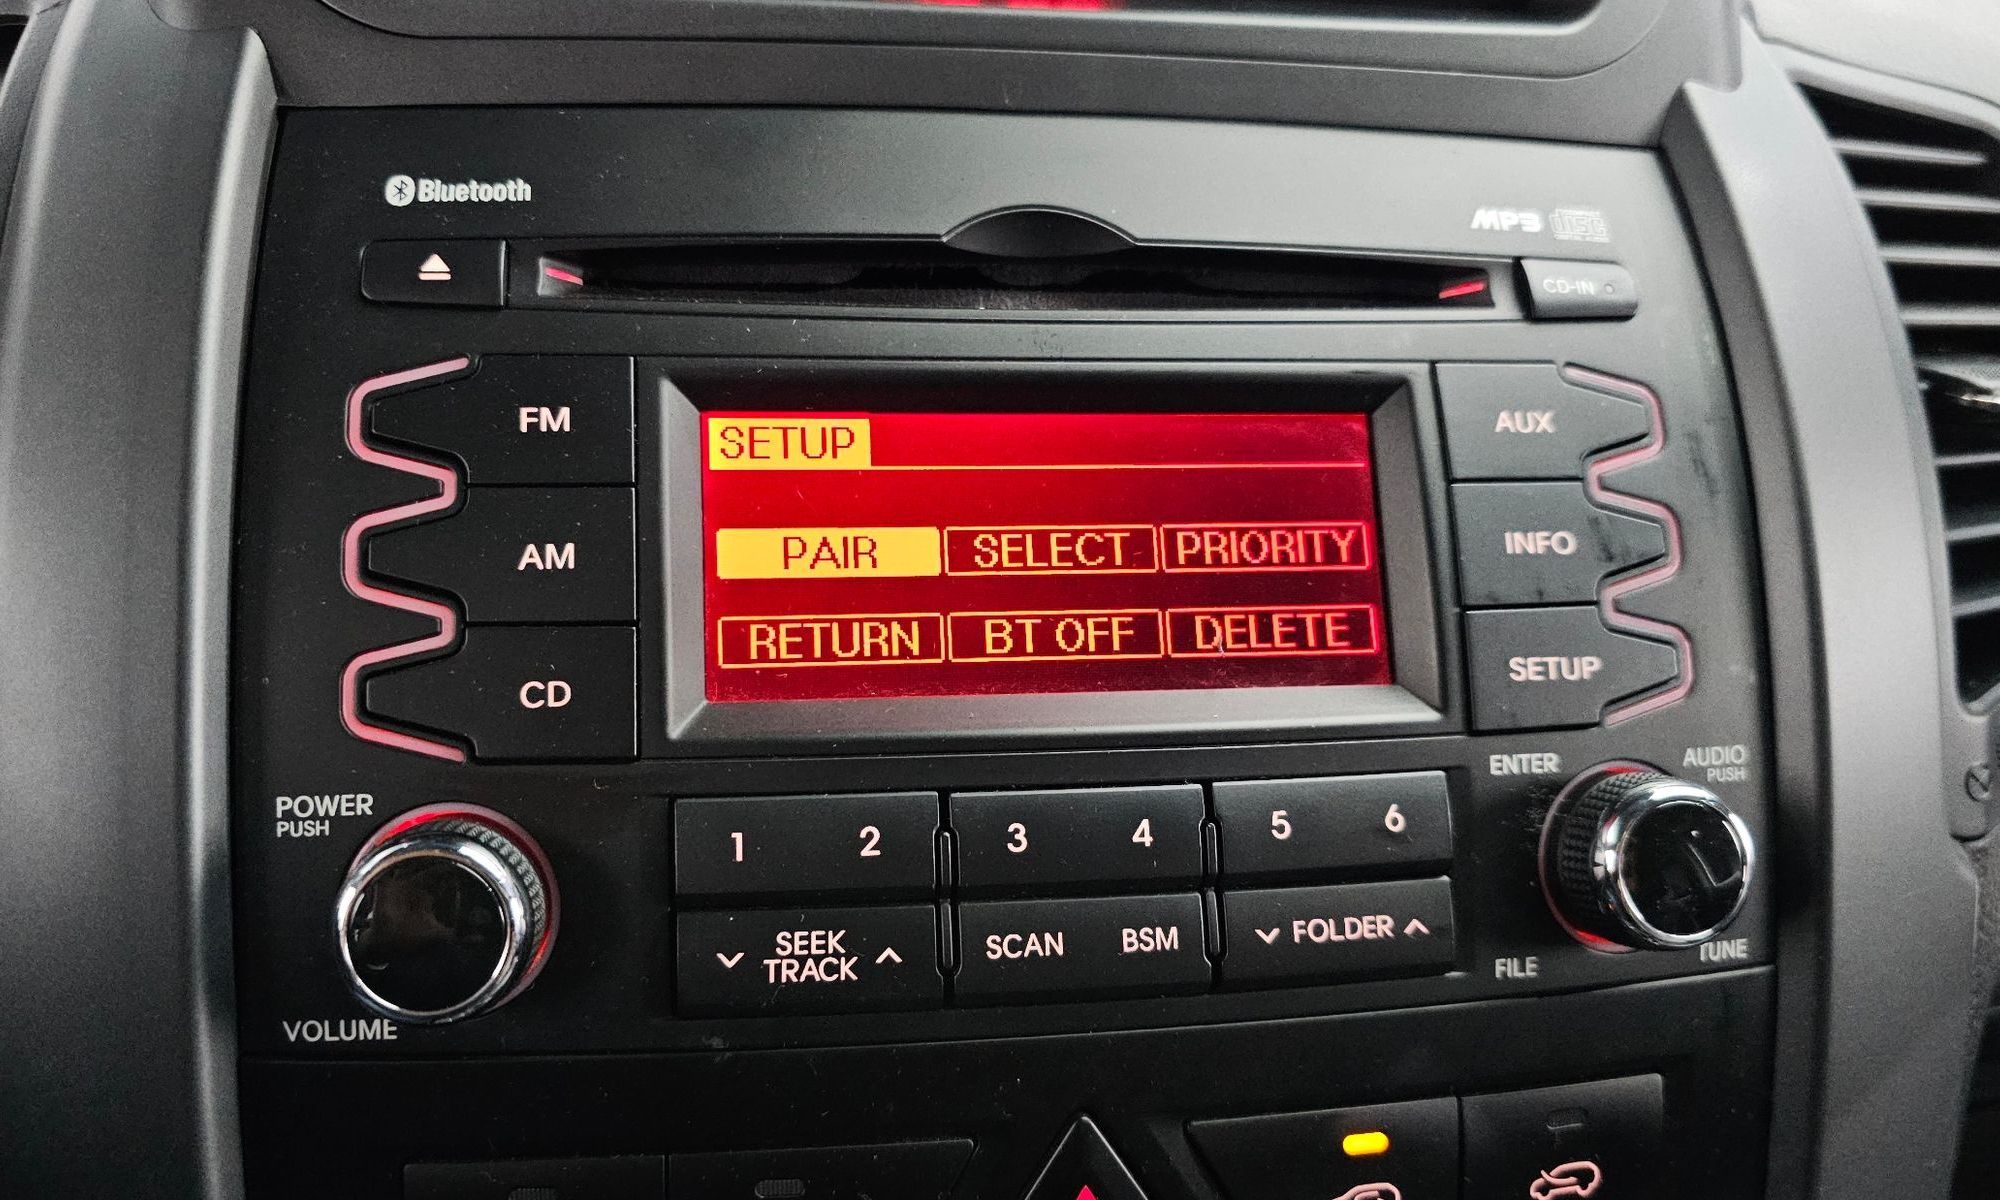 Bluetooth
MP3 disc
CD-IN
FM
AUX
SETUP
PAIR SELECT PRIORITY
RETURN BT OFF DELETE
AM
INFO
CD
SETUP
POWER
PUSH
VOLUME
1 2 3 4 5 6
SEEK
TRACK
SCAN BSM
FOLDER
ENTER
AUDIO
PUSH
FILE
TUNE